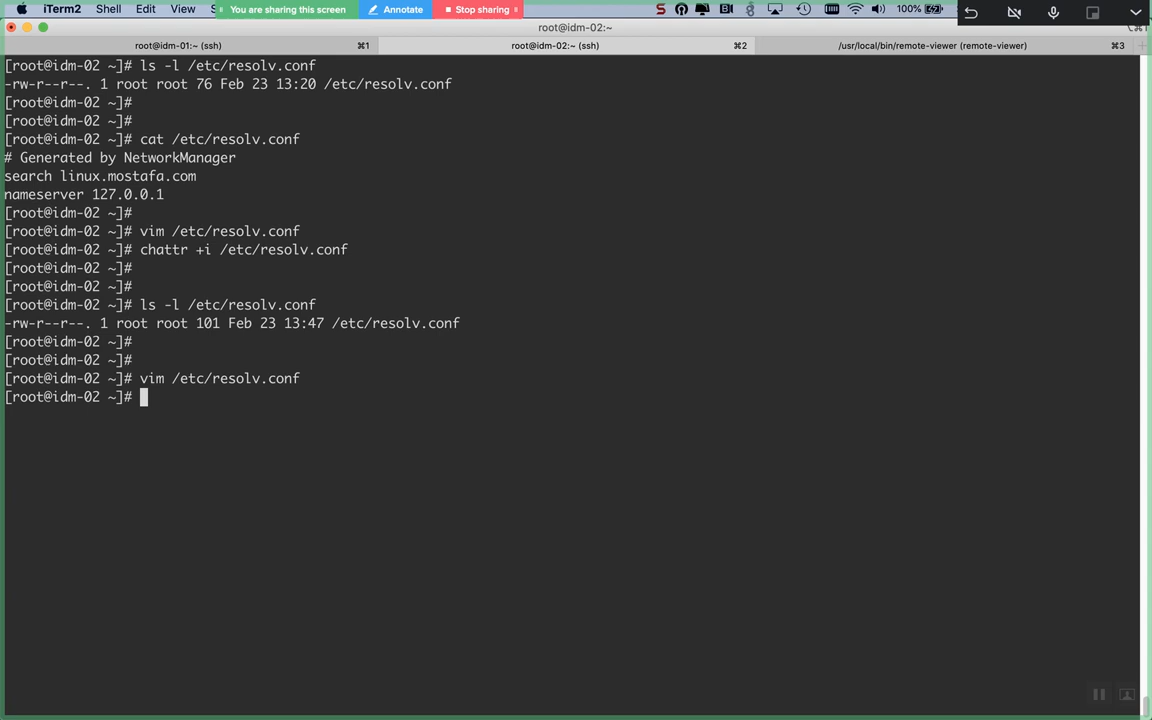 iTerm2 Shell Edit View S You are sharing this screen Annotate Stop sharing 100%
root@idm-02:~ ⌥⌘1
root@idm-01:~ (ssh) ⌘1 root@idm-02:~ (ssh) ⌘2 /usr/local/bin/remote-viewer (remote-viewer) ⌘3
[root@idm-02 ~]# ls -l /etc/resolv.conf
-rw-r--r--. 1 root root 76 Feb 23 13:20 /etc/resolv.conf
[root@idm-02 ~]#
[root@idm-02 ~]#
[root@idm-02 ~]# cat /etc/resolv.conf
# Generated by NetworkManager
search linux.mostafa.com
nameserver 127.0.0.1
[root@idm-02 ~]#
[root@idm-02 ~]# vim /etc/resolv.conf
[root@idm-02 ~]# chattr +i /etc/resolv.conf
[root@idm-02 ~]#
[root@idm-02 ~]#
[root@idm-02 ~]# ls -l /etc/resolv.conf
-rw-r--r--. 1 root root 101 Feb 23 13:47 /etc/resolv.conf
[root@idm-02 ~]#
[root@idm-02 ~]#
[root@idm-02 ~]# vim /etc/resolv.conf
[root@idm-02 ~]#